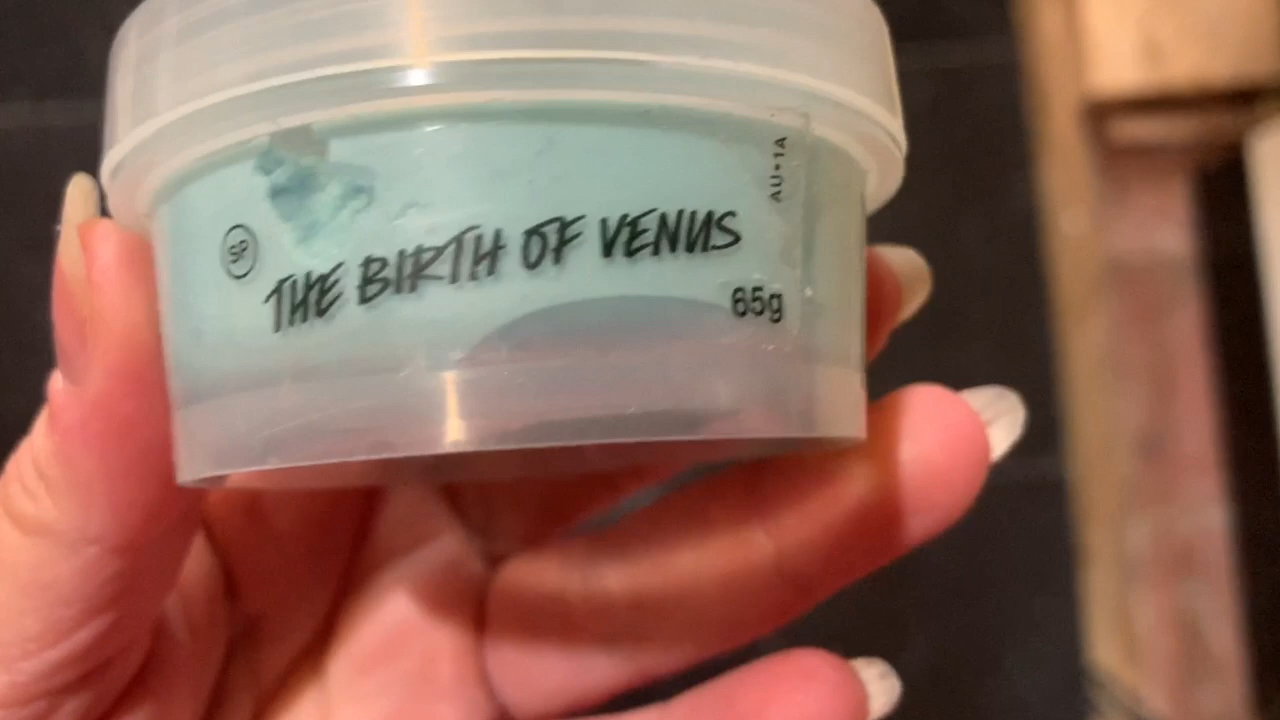 SP
THE BIRTH OF VENUS
65g
AU•1A